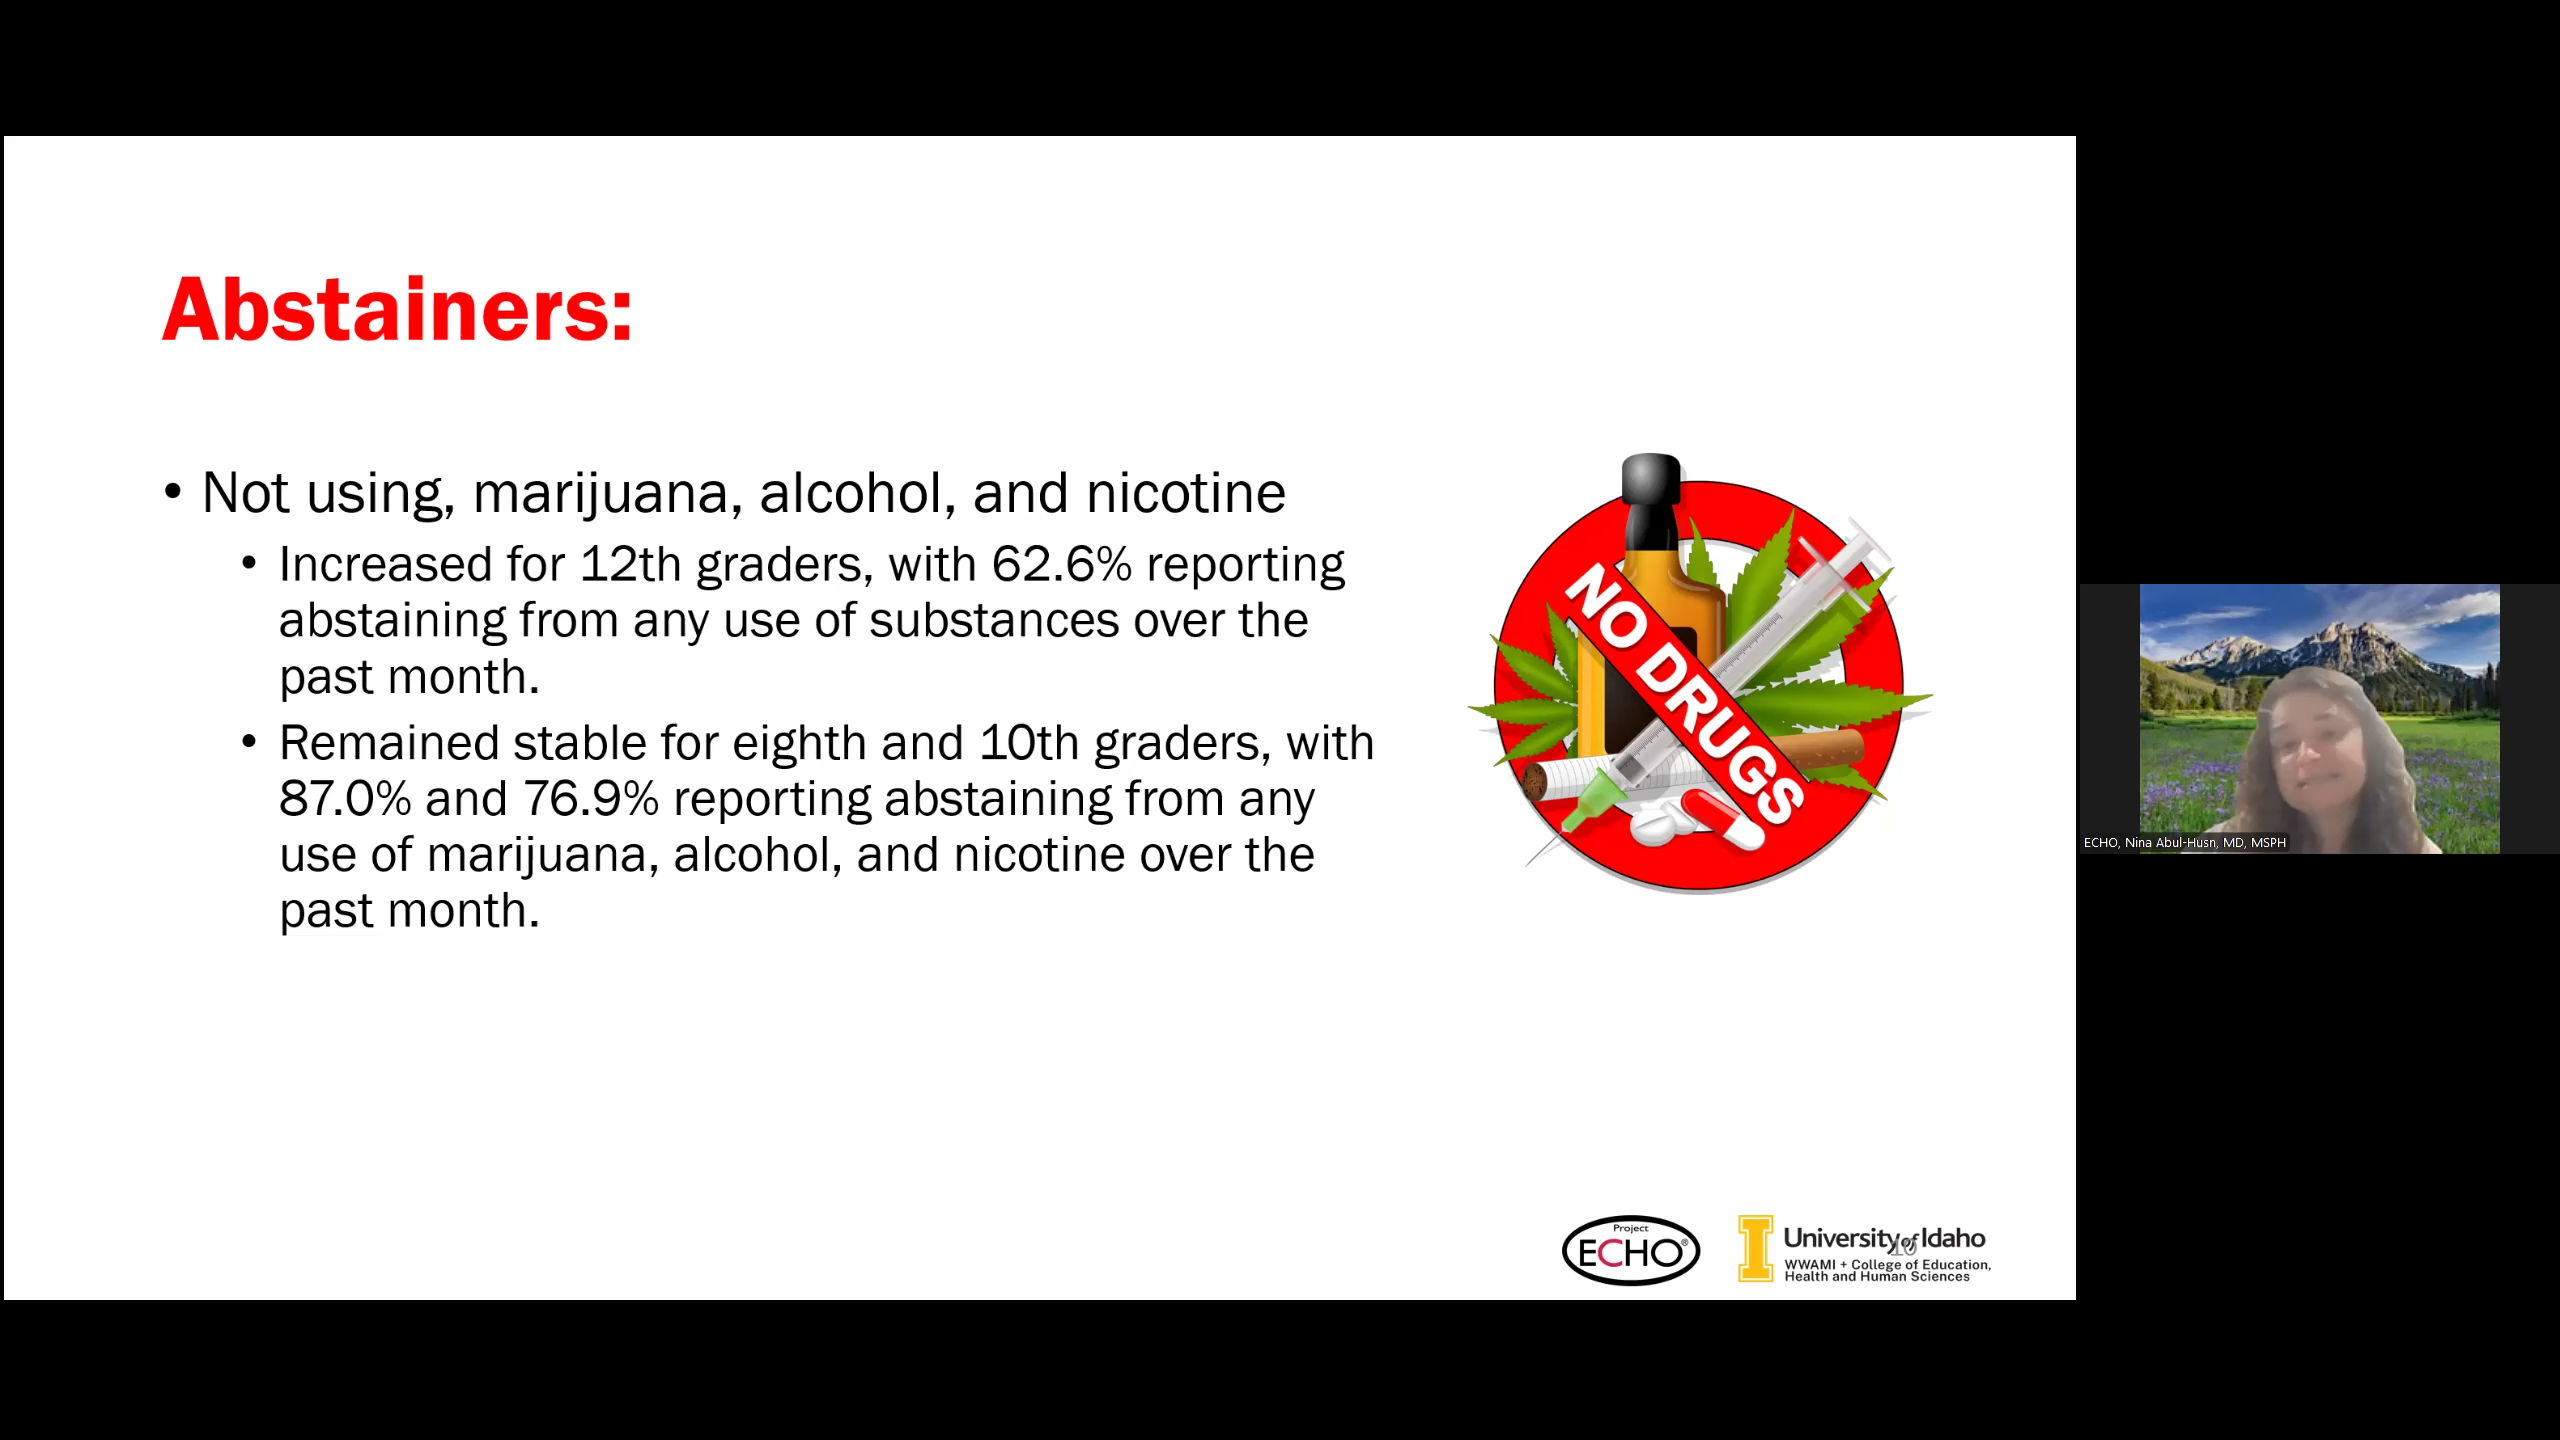 Abstainers:
• Not using, marijuana, alcohol, and nicotine
• Increased for 12th graders, with 62.6% reporting
abstaining from any use of substances over the
past month.
• Remained stable for eighth and 10th graders, with
87.0% and 76.9% reporting abstaining from any
use of marijuana, alcohol, and nicotine over the
past month.
NO DRUGS
ECHO, Nina Abul-Husn, MD, MSPH
Project
ECHO®
University of Idaho
10
WWAMI + College of Education,
Health and Human Sciences